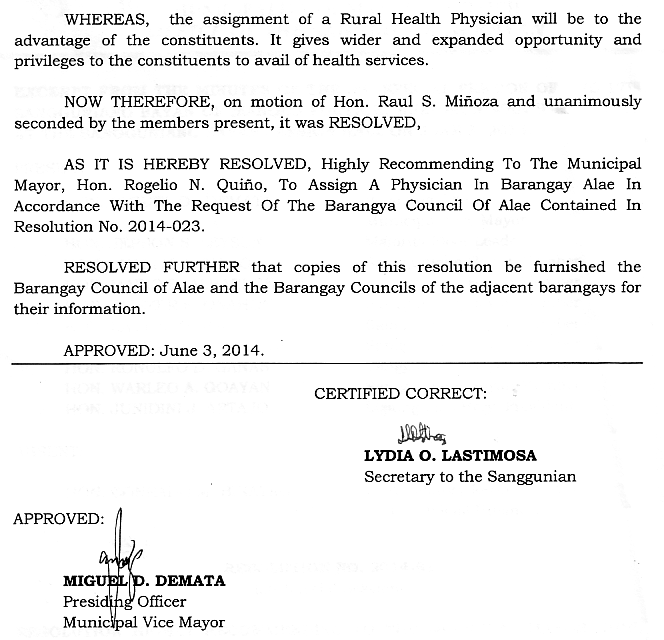 WHEREAS, the assignment of a Rural Health Physician will be to the
advantage of the constituents. It gives wider and expanded opportunity and
privileges to the constituents to avail of health services.
NOW THEREFORE, on motion of Hon. Raul S. Miñoza and unanimously
seconded by the members present, it was RESOLVED,
AS IT IS HEREBY RESOLVED, Highly Recommending To The Municipal
Mayor, Hon. Rogelio N. Quiño, To Assign A Physician In Barangay Alae In
Accordance With The Request Of The Barangya Council Of Alae Contained In
Resolution No. 2014-023.
RESOLVED FURTHER that copies of this resolution be furnished the
Barangay Council of Alae and the Barangay Councils of the adjacent barangays for
their information.
APPROVED: June 3, 2014.
CERTIFIED CORRECT:
LYDIA O. LASTIMOSA
Secretary to the Sanggunian
APPROVED:
MIGUEL D. DEMATA
Presiding Officer
Municipal Vice Mayor